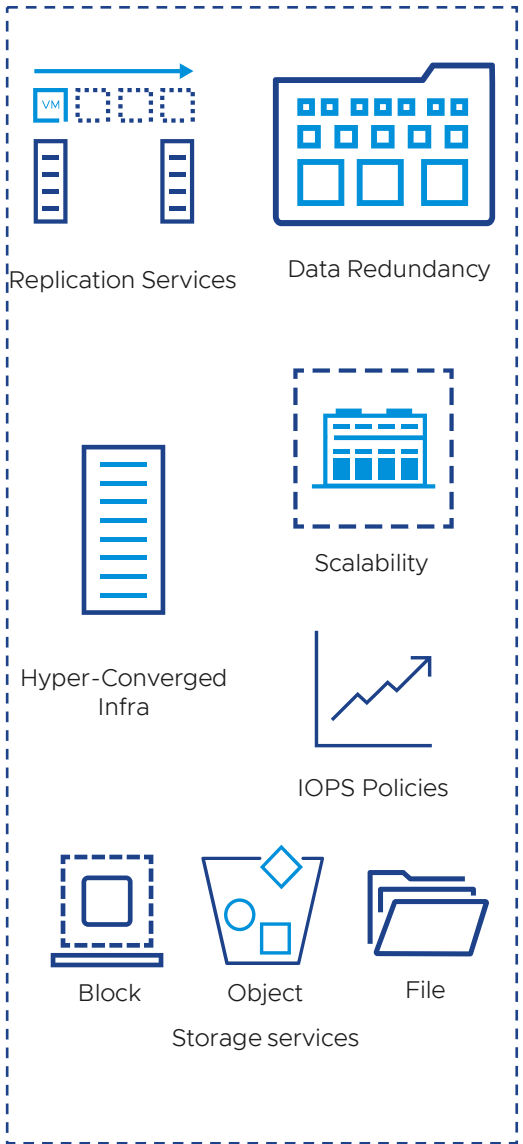 VM
Replication Services
Data Redundancy
Scalability
Hyper-Converged
Infra
IOPS Policies
Block
Object
File
Storage services